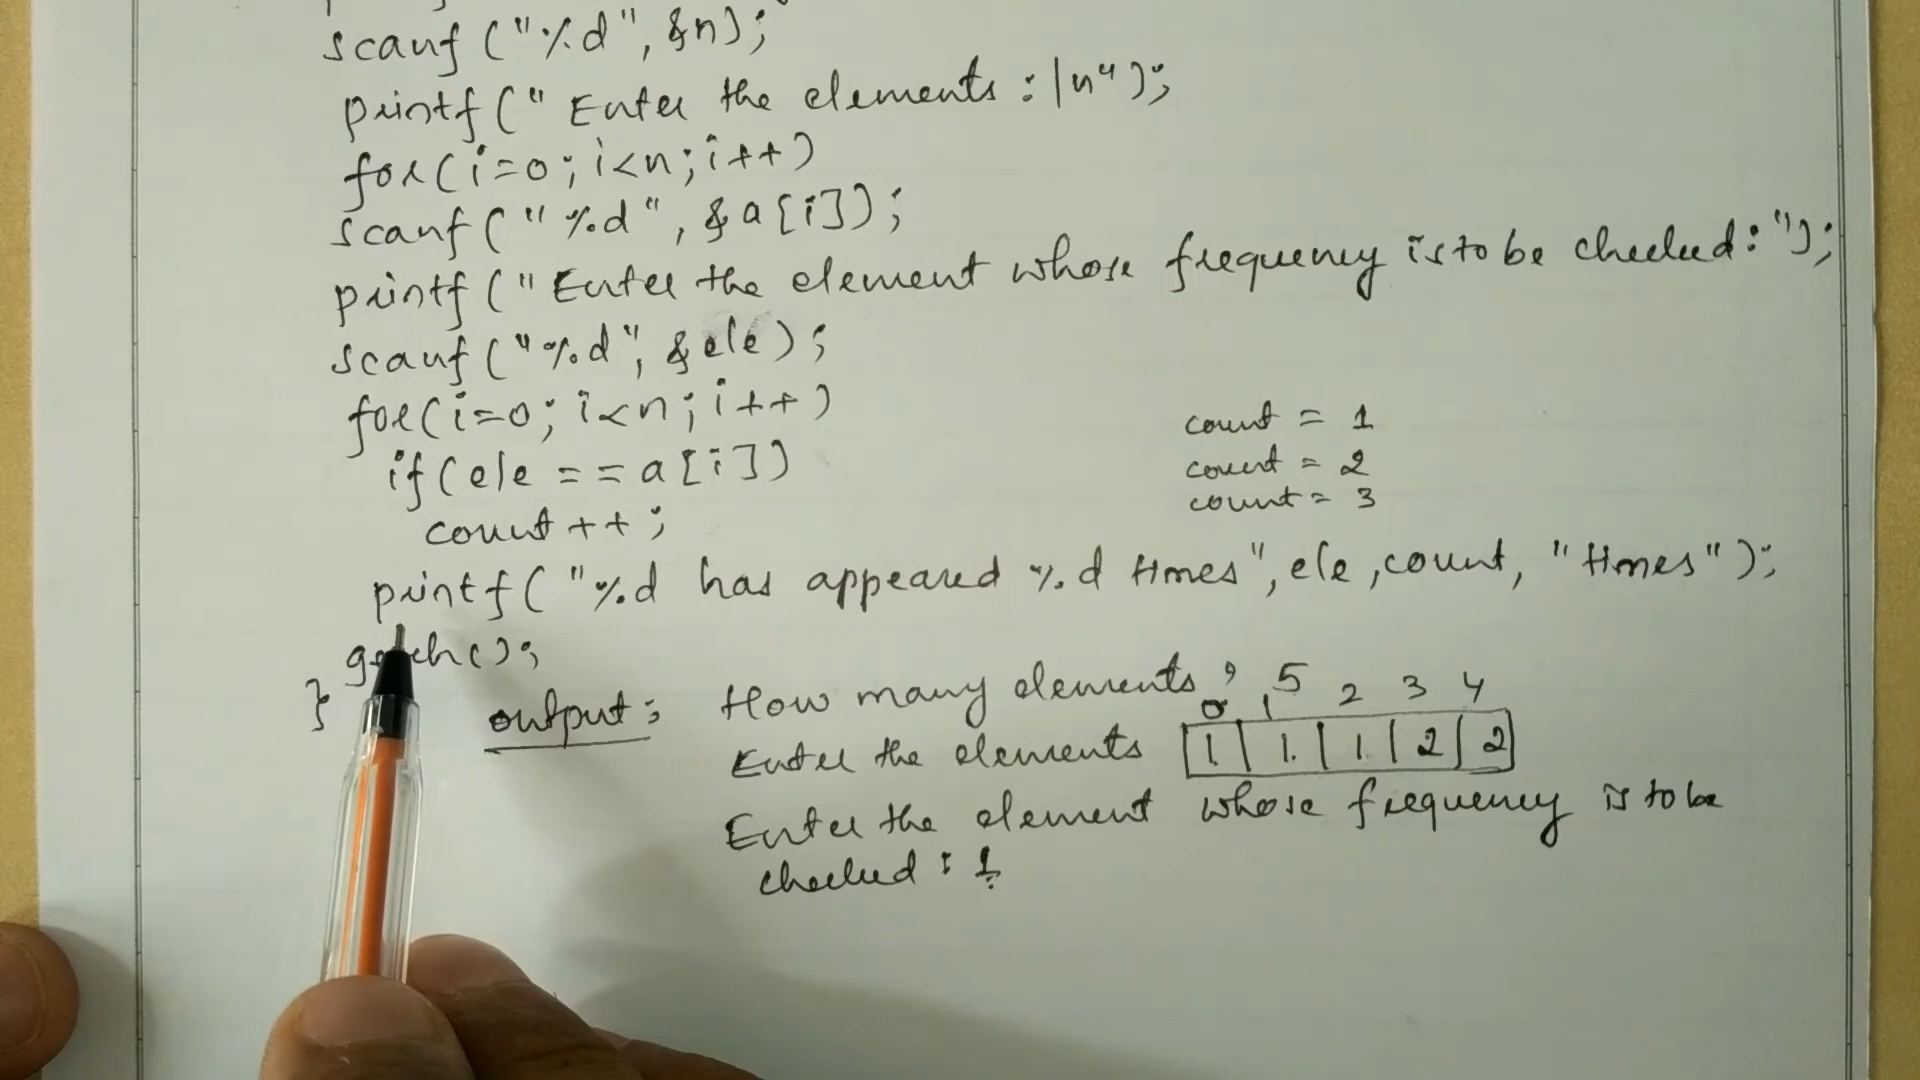 scanf ("%d", &n);
printf (" Enter the elements : \n");
for(i=0; i<n; i++)
scanf ("%d", &a[i]);
printf ("Enter the element whose frequency is to be checked: ");
scanf ("%d", &ele);
for(i=0; i<n; i++)
if(ele == a[i])
count++;
printf ("%d has appeared %d times", ele, count, "times");
getch();
}
count = 1
count = 2
count = 3
output: How many elements ? 5
0 1 2 3 4
Enter the elements 1 1 1 2 2
Enter the element whose frequency is to be
checked : 1